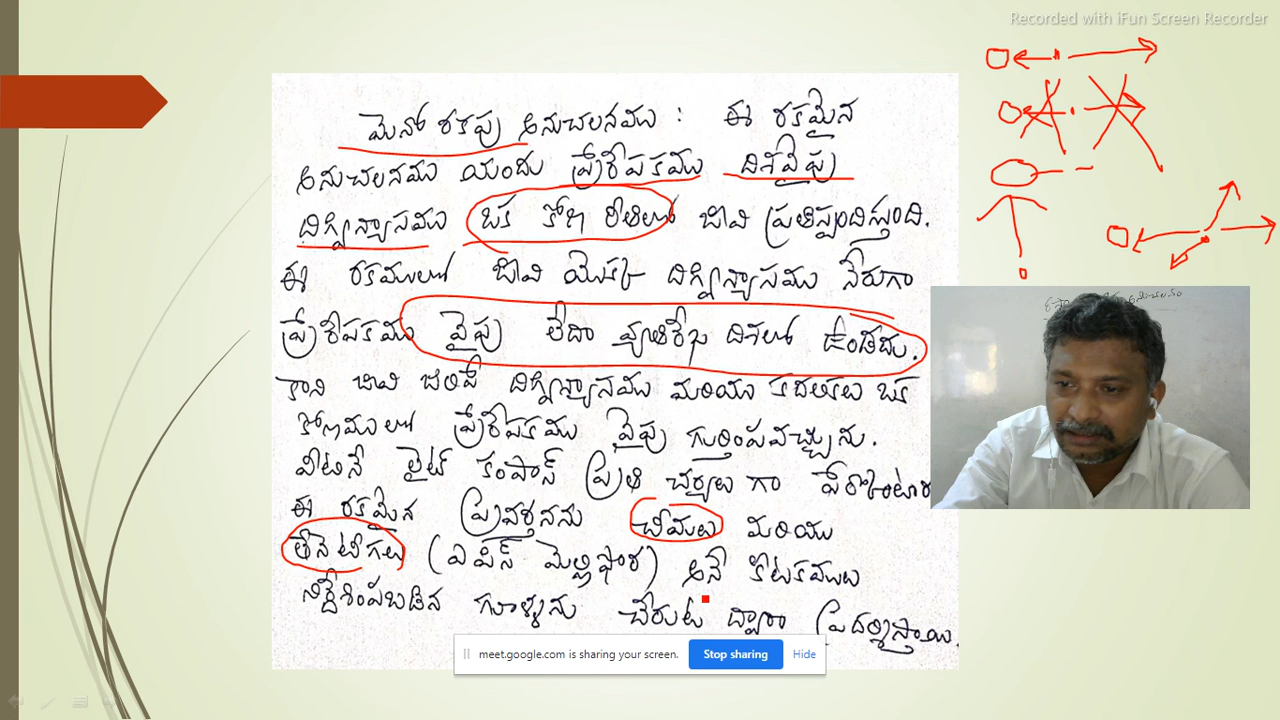 Recorded with iFun Screen Recorder
మెనో రకపు అనుచలనము : ఈ రకమైన
అనుచలనము యందు ప్రేరేపకము దిశవైపు
దిగ్విన్యాసము ఒక కోణ రీతిలో జీవి ప్రతిస్పందిస్తుంది.
ఈ రకములో జీవి యొక్క దిగ్విన్యాసము నేరుగా
ప్రేరేపకము వైపు లేదా వ్యతిరేఖ దిశలో ఉండదు.
కాని జీవి జరిపే దిగ్విన్యాసము మరియు కదలికలు ఒక
కోణములో ప్రేరేపకము వైపు గుర్తింపవచ్చును.
వీటినే లైట్ కంపాస్ ప్రతి చర్యలు గా పేర్కొంటారు
ఈ రకమైన ప్రవర్తనను చీమలు మరియు
తేనెటీగలు (ఎపిస్ మెల్లిఫెరా) అనే కీటకములు
నిర్దేశింపబడిన గూళ్ళను చేరుట ద్వారా ప్రదర్శిస్తాయి.
meet.google.com is sharing your screen. Stop sharing Hide